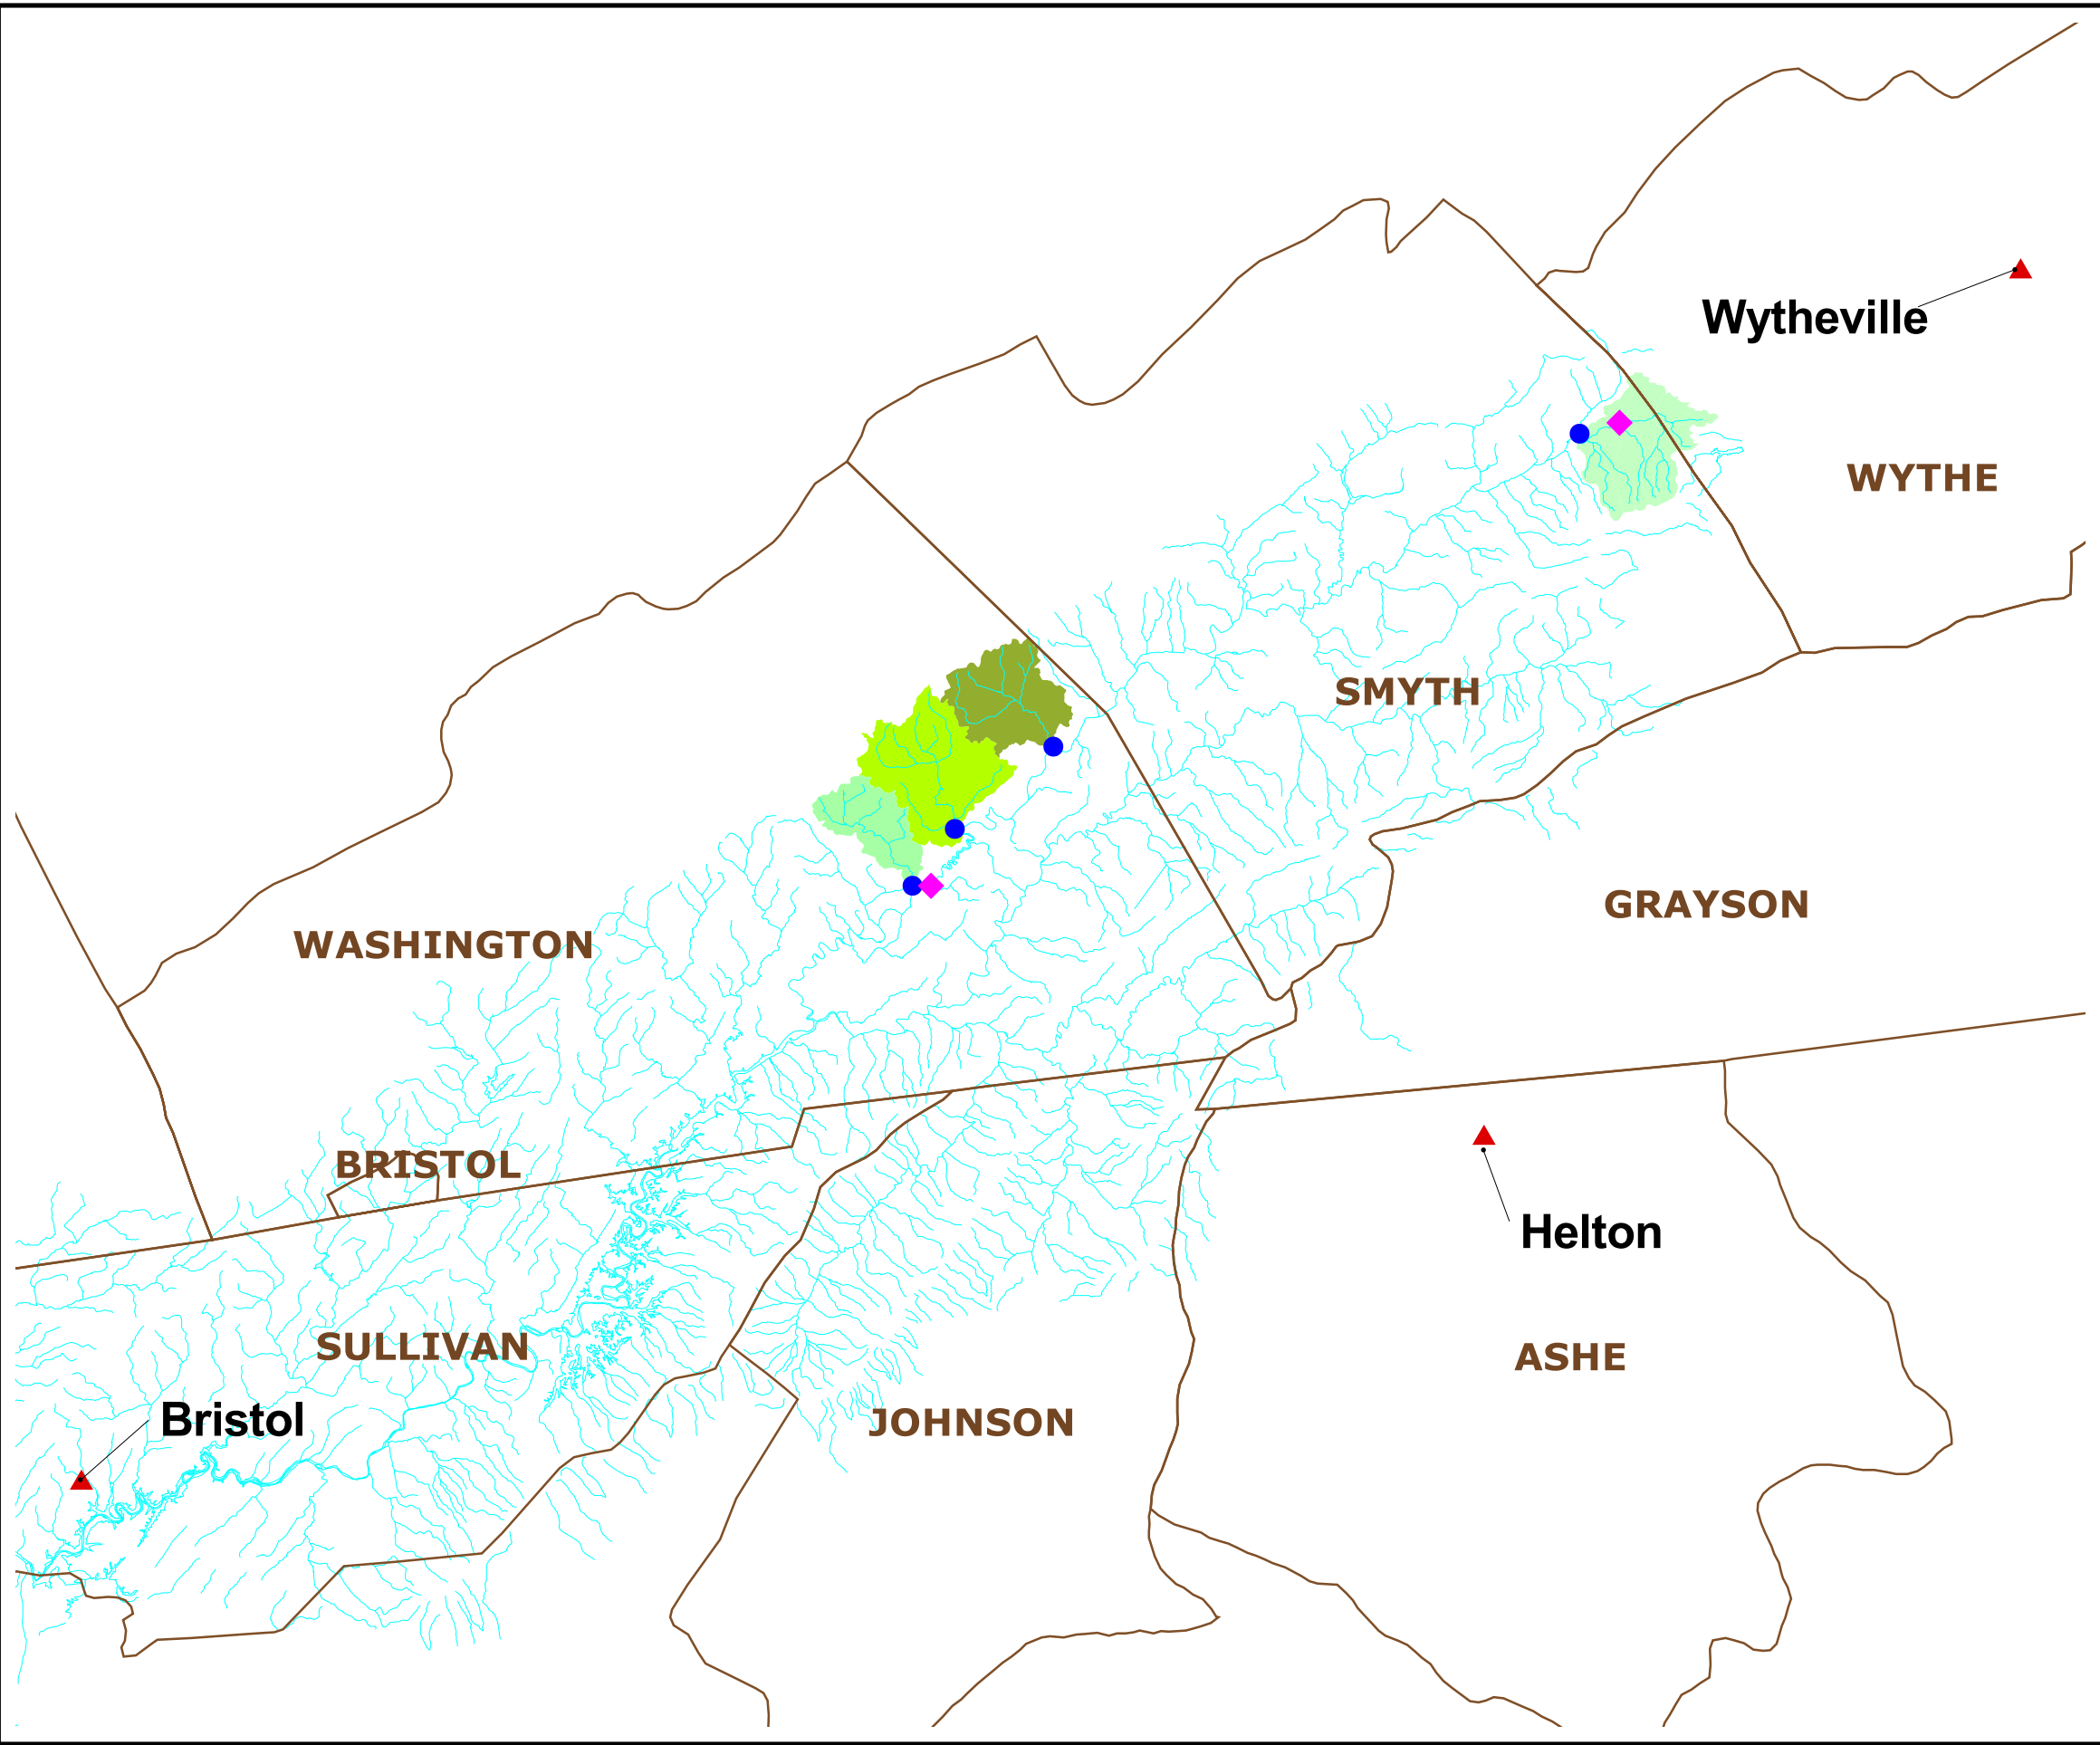 Wytheville
WYTHE
SMYTH
GRAYSON
WASHINGTON
BRISTOL
Helton
SULLIVAN
ASHE
Bristol
JOHNSON